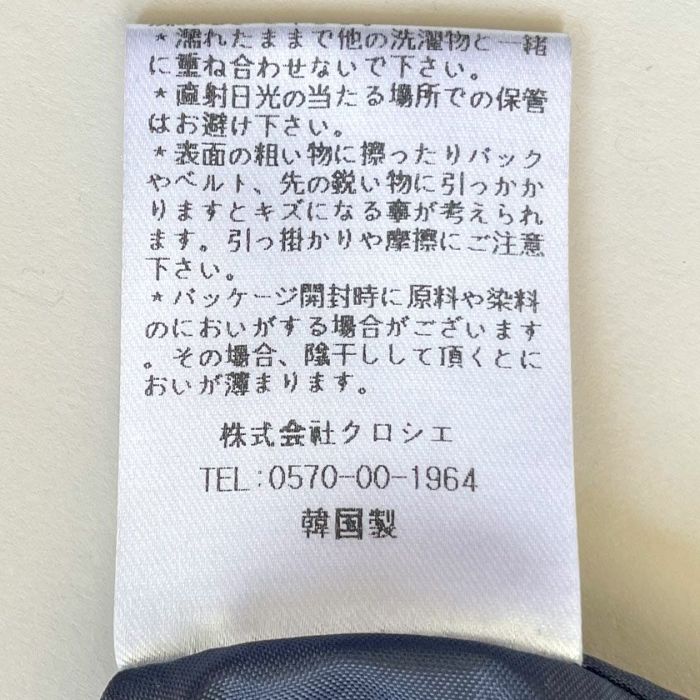 ＊濡れたままで他の洗濯物と一緒
に重ね合わせないで下さい。
＊直射日光の当たる場所での保管
はお避け下さい。
＊表面の粗い物に擦ったりバック
やベルト、先の鋭い物に引っかか
りますとキズになる事が考えられ
ます。引っ掛かりや摩擦にご注意
下さい。
＊パッケージ開封時に原料や染料
のにおいがする場合がございます
。その場合、陰干しして頂くとに
おいが薄まります。
株式会社クロシエ
TEL:0570-00-1964
韓国製